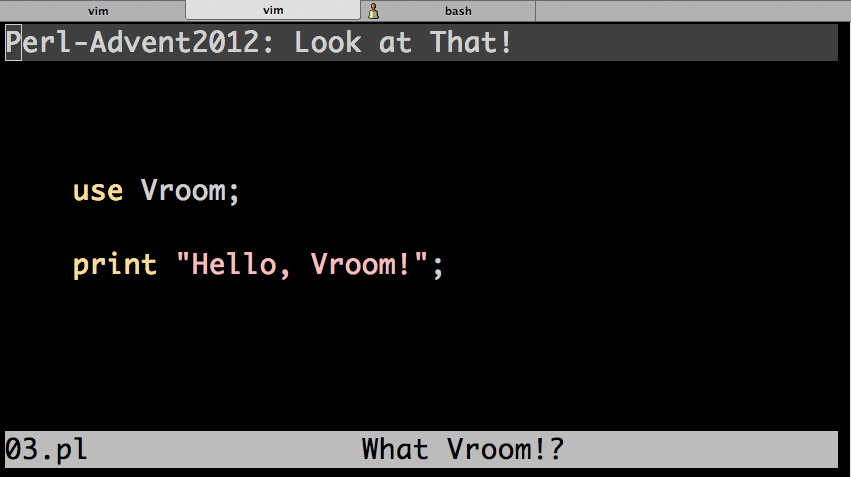 vim vim bash
Perl-Advent2012: Look at That!
use Vroom;
print "Hello, Vroom!";
03.pl What Vroom!?